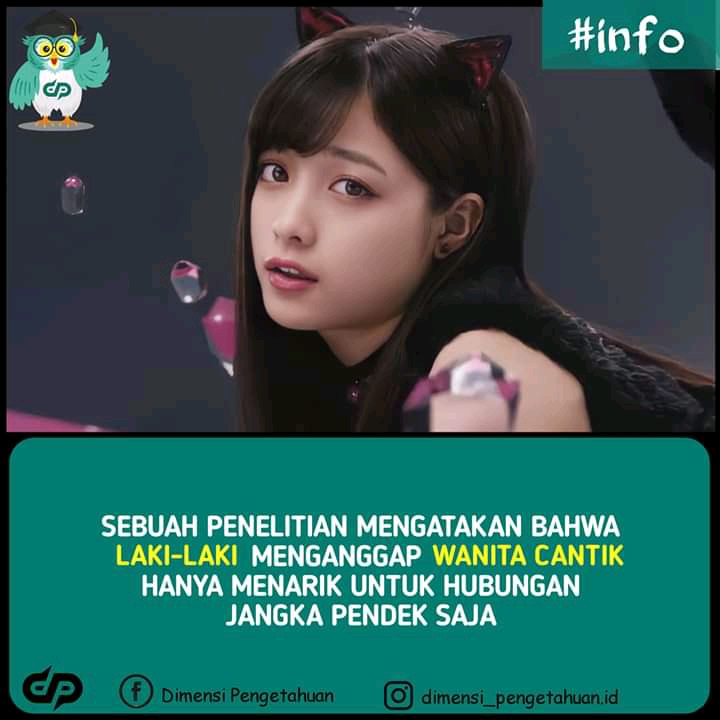 #info
dp
SEBUAH PENELITIAN MENGATAKAN BAHWA
LAKI-LAKI MENGANGGAP WANITA CANTIK
HANYA MENARIK UNTUK HUBUNGAN
JANGKA PENDEK SAJA
dp
f Dimensi Pengetahuan
dimensi_pengetahuan.id